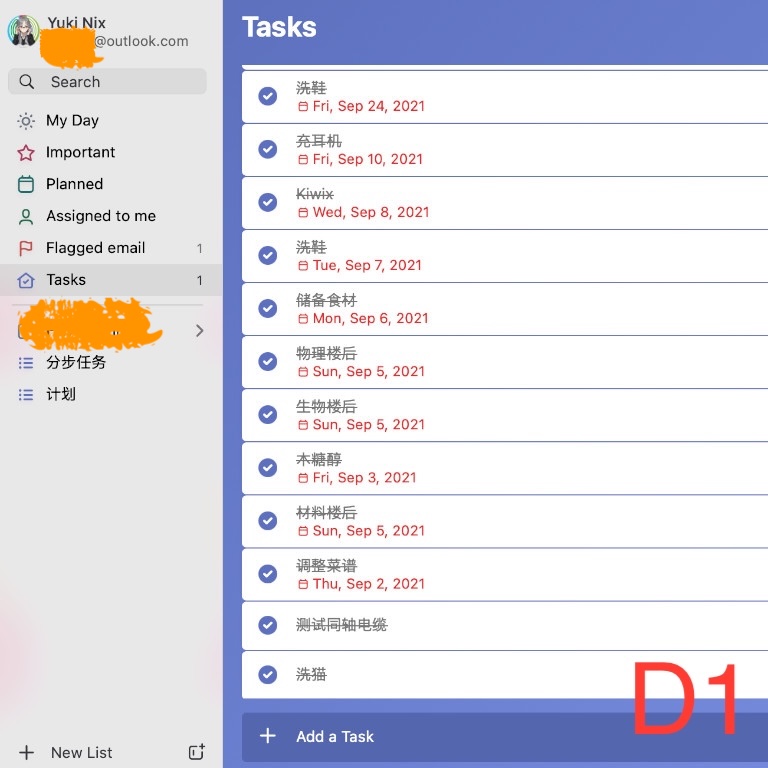 Yuki Nix
@outlook.com
Search
My Day
Important
Planned
Assigned to me
Flagged email 1
Tasks 1
分步任务
计划
New List
Tasks
洗鞋
Fri, Sep 24, 2021
充耳机
Fri, Sep 10, 2021
Kiwix
Wed, Sep 8, 2021
洗鞋
Tue, Sep 7, 2021
储备食材
Mon, Sep 6, 2021
物理楼后
Sun, Sep 5, 2021
生物楼后
Sun, Sep 5, 2021
木糖醇
Fri, Sep 3, 2021
材料楼后
Sun, Sep 5, 2021
调整菜谱
Thu, Sep 2, 2021
测试同轴电缆
洗猫
Add a Task
D1